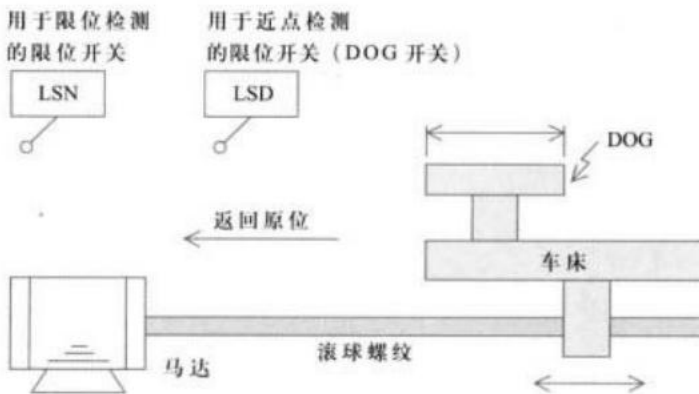 用于限位检测
的限位开关
用于近点检测
的限位开关（DOG 开关）
LSN
LSD
DOG
返回原位
车床
滚球螺纹
马达